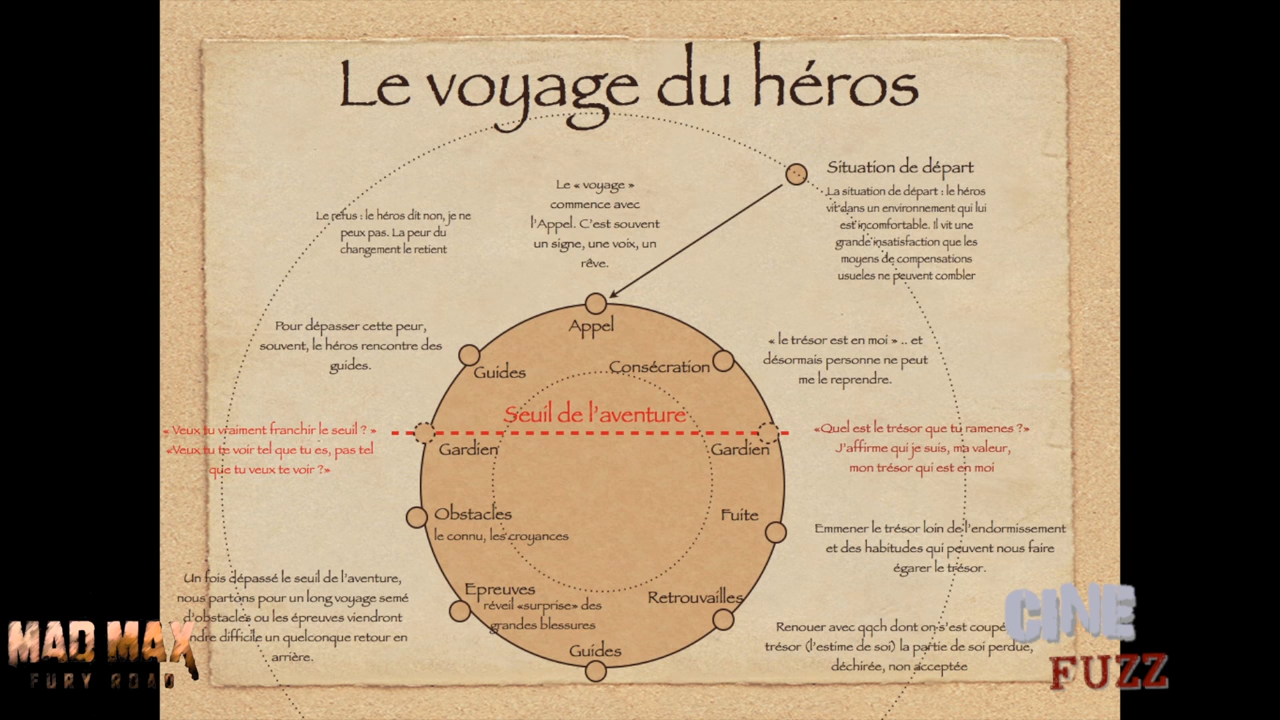 Le voyage du héros
Situation de départ
La situation de départ : le héros
vit dans un environnement qui lui
est incomfortable. Il vit une
grande insatisfaction que les
moyens de compensations
usueles ne peuvent combler
Le « voyage »
commence avec
l'Appel. C'est souvent
un signe, une voix, un
rêve.
Le refus : le héros dit non, je ne
peux pas. La peur du
changement le retient
Appel
Pour dépasser cette peur,
souvent, le héros rencontre des
guides.
Guides
Consécration
« le trésor est en moi » .. et
désormais personne ne peut
me le reprendre.
Seuil de l'aventure
« Veux tu vraiment franchir le seuil ? »
«Veux tu te voir tel que tu es, pas tel
que tu veux te voir ?»
Gardien
Gardien
«Quel est le trésor que tu ramenes ?»
J'affirme qui je suis, ma valeur,
mon trésor qui est en moi
Obstacles
le connu, les croyances
Fuite
Emmener le trésor loin de l'endormissement
et des habitudes qui peuvent nous faire
égarer le trésor.
Un fois dépassé le seuil de l'aventure,
nous partons pour un long voyage semé
d'obstacles ou les épreuves viendront
ndre difficile un quelconque retour en
arrière.
Epreuves
réveil «surprise» des
grandes blessures
Retrouvailles
Renouer avec qqch dont on s'est coupé
trésor (l'estime de soi) la partie de soi perdue,
déchirée, non acceptée
Guides
MAD MAX
FURY ROAD
CINE
FUZZ